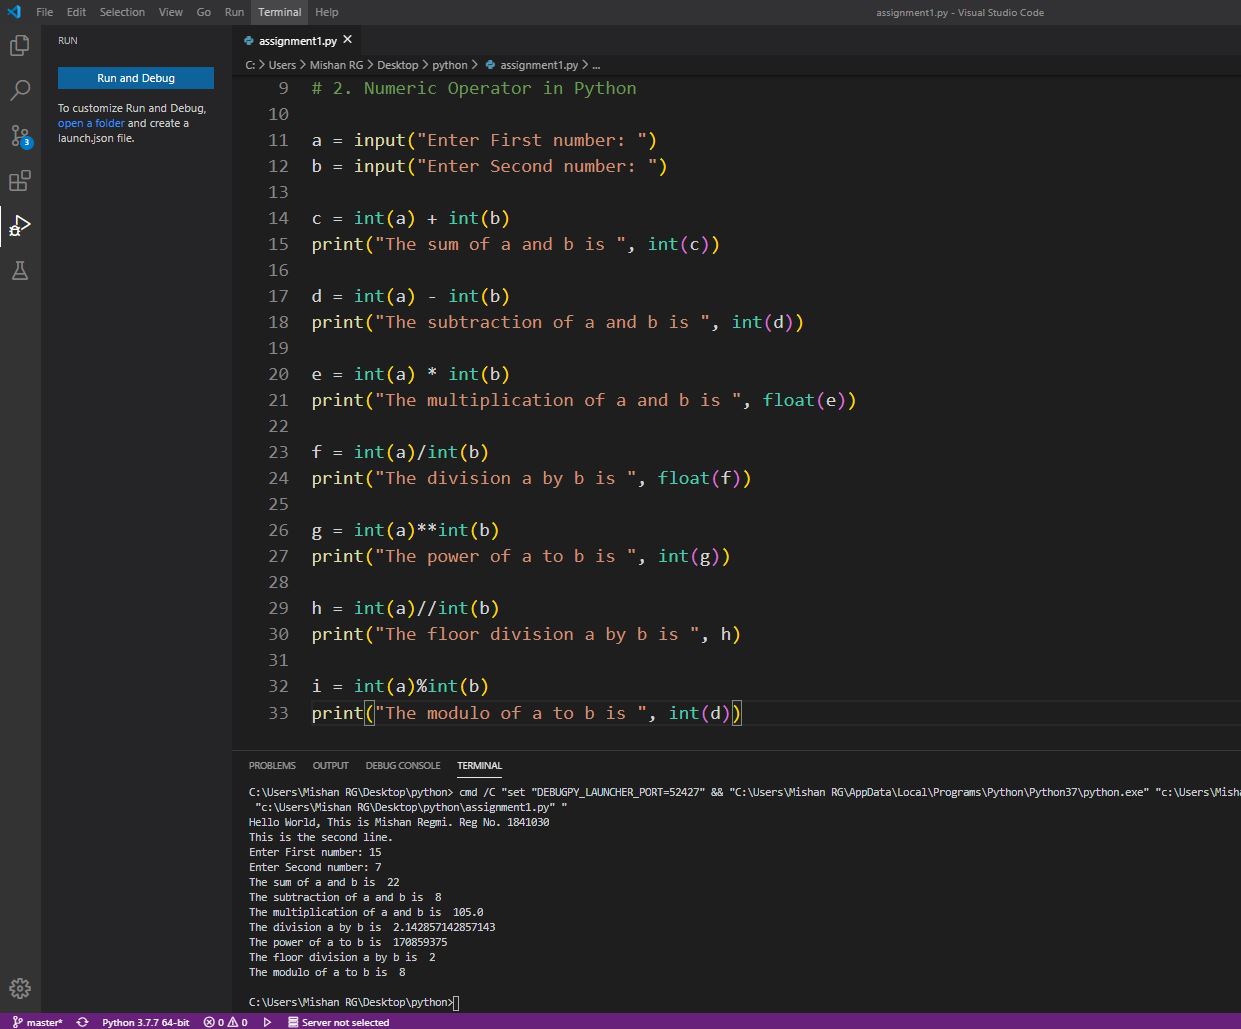 File Edit Selection View Go Run Terminal Help
assignment1.py - Visual Studio Code
RUN
Run and Debug
To customize Run and Debug,
open a folder and create a
launch.json file.
3
assignment1.py ×
C: > Users > Mishan RG > Desktop > python > assignment1.py > ...
9 # 2. Numeric Operator in Python
10
11 a = input("Enter First number: ")
12 b = input("Enter Second number: ")
13
14 c = int(a) + int(b)
15 print("The sum of a and b is ", int(c))
16
17 d = int(a) - int(b)
18 print("The subtraction of a and b is ", int(d))
19
20 e = int(a) * int(b)
21 print("The multiplication of a and b is ", float(e))
22
23 f = int(a)/int(b)
24 print("The division a by b is ", float(f))
25
26 g = int(a)**int(b)
27 print("The power of a to b is ", int(g))
28
29 h = int(a)//int(b)
30 print("The floor division a by b is ", h)
31
32 i = int(a)%int(b)
33 print("The modulo of a to b is ", int(d))
PROBLEMS OUTPUT DEBUG CONSOLE TERMINAL
C:\Users\Mishan RG\Desktop\python> cmd /C "set "DEBUGPY_LAUNCHER_PORT=52427" && "C:\Users\Mishan RG\AppData\Local\Programs\Python\Python37\python.exe" "c:\Users\Misha
"c:\Users\Mishan RG\Desktop\python\assignment1.py" "
Hello World, This is Mishan Regmi. Reg No. 1841030
This is the second line.
Enter First number: 15
Enter Second number: 7
The sum of a and b is  22
The subtraction of a and b is  8
The multiplication of a and b is  105.0
The division a by b is  2.142857142857143
The power of a to b is  170859375
The floor division a by b is  2
The modulo of a to b is  8
C:\Users\Mishan RG\Desktop\python>
master* Python 3.7.7 64-bit 0 0 Server not selected